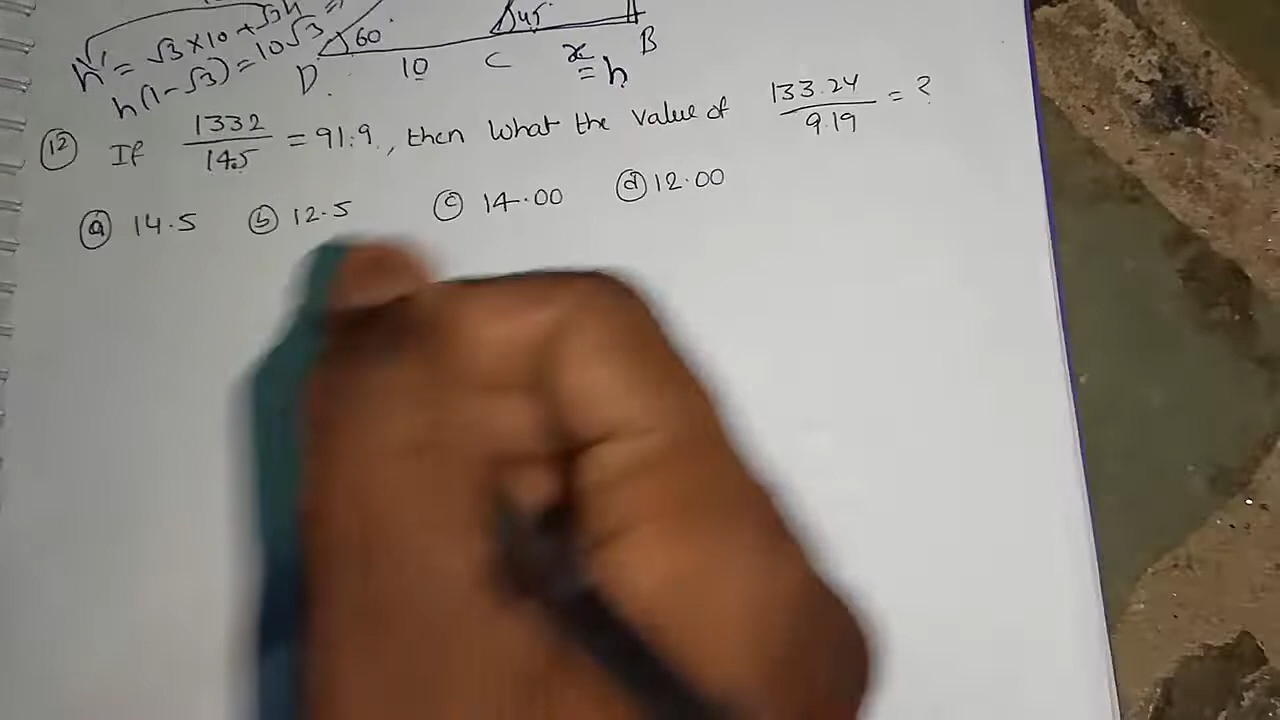 h = √3×10+√3h
h(1-√3)=10√3
60
45
D 10 C x B
= h
12 If 1332/14.5 = 91.9, then what the value of 133.24/9.19 = ?
a 14.5 b 12.5 c 14.00 d 12.00